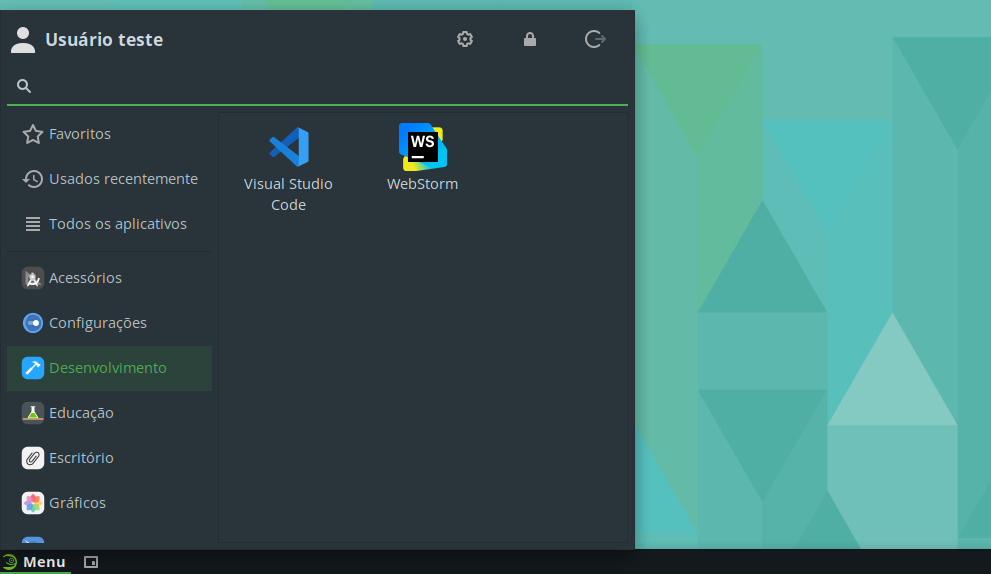 Usuário teste
Favoritos
Usados recentemente
Todos os aplicativos
Acessórios
Configurações
Desenvolvimento
Educação
Escritório
Gráficos
Visual Studio
Code
WS
WebStorm
Menu